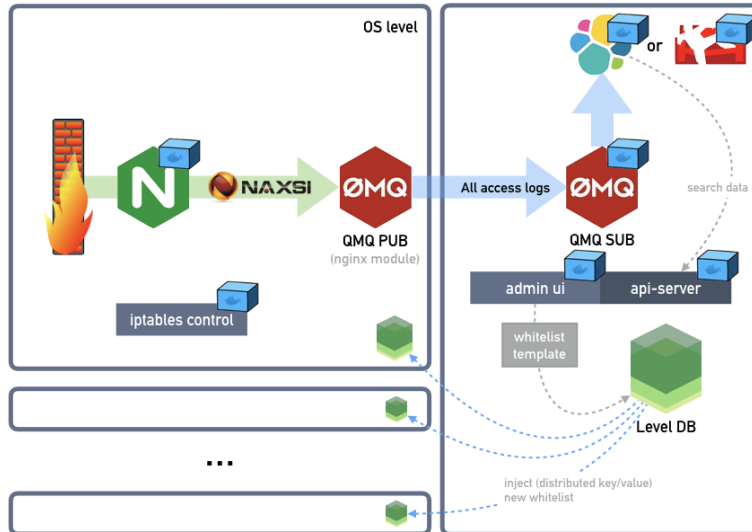 OS level
or
N
NAXSI
ØMQ
All access logs
ØMQ
search data
QMQ PUB
(nginx module)
QMQ SUB
admin ui
api-server
iptables control
whitelist
template
Level DB
...
inject (distributed key/value)
new whitelist